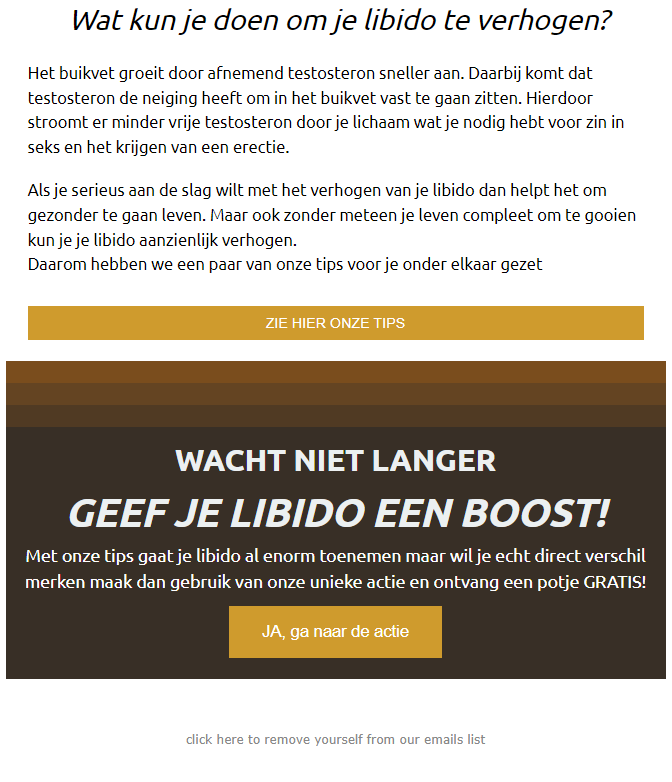 Wat kun je doen om je libido te verhogen?
Het buikvet groeit door afnemend testosteron sneller aan. Daarbij komt dat
testosteron de neiging heeft om in het buikvet vast te gaan zitten. Hierdoor
stroomt er minder vrije testosteron door je lichaam wat je nodig hebt voor zin in
seks en het krijgen van een erectie.
Als je serieus aan de slag wilt met het verhogen van je libido dan helpt het om
gezonder te gaan leven. Maar ook zonder meteen je leven compleet om te gooien
kun je je libido aanzienlijk verhogen.
Daarom hebben we een paar van onze tips voor je onder elkaar gezet
ZIE HIER ONZE TIPS
WACHT NIET LANGER
GEEF JE LIBIDO EEN BOOST!
Met onze tips gaat je libido al enorm toenemen maar wil je echt direct verschil
merken maak dan gebruik van onze unieke actie en ontvang een potje GRATIS!
JA, ga naar de actie
click here to remove yourself from our emails list